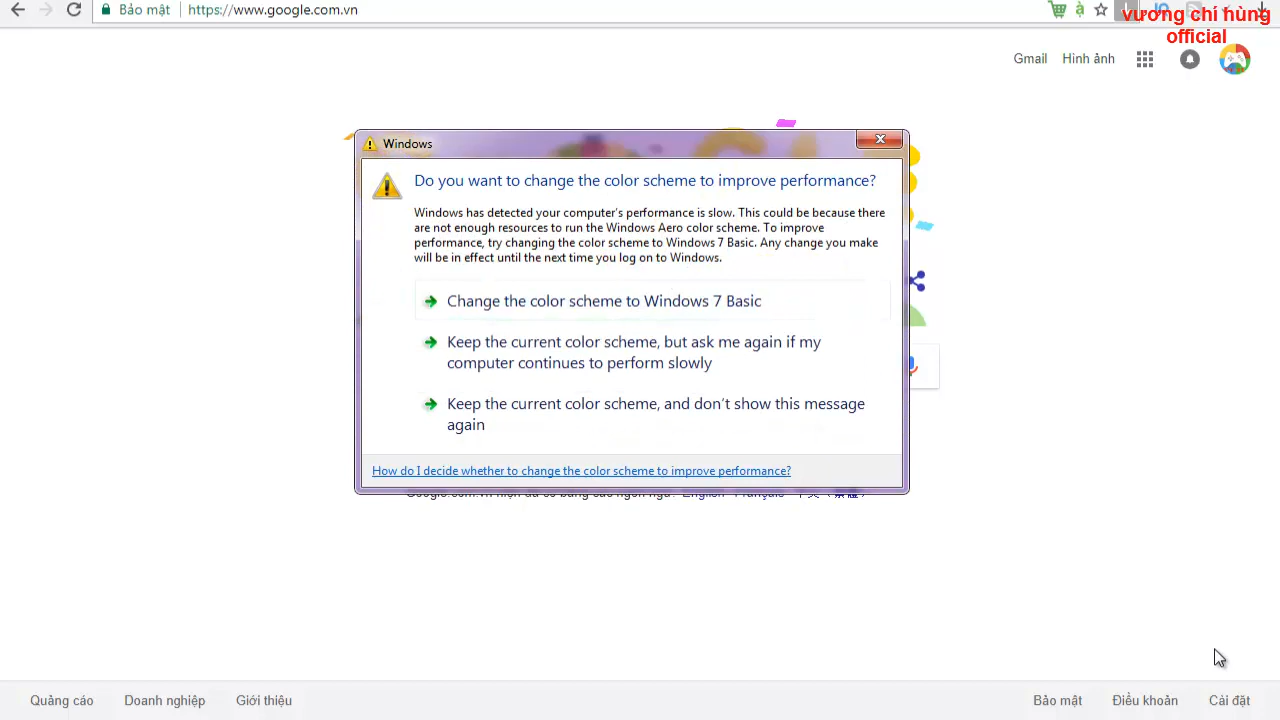 Bảo mật
https://www.google.com.vn
vương chí hùng
official
Gmail
Hình ảnh
Windows
Do you want to change the color scheme to improve performance?
Windows has detected your computer's performance is slow. This could be because there
are not enough resources to run the Windows Aero color scheme. To improve
performance, try changing the color scheme to Windows 7 Basic. Any change you make
will be in effect until the next time you log on to Windows.
Change the color scheme to Windows 7 Basic
Keep the current color scheme, but ask me again if my
computer continues to perform slowly
Keep the current color scheme, and don't show this message
again
How do I decide whether to change the color scheme to improve performance?
Quảng cáo
Doanh nghiệp
Giới thiệu
Bảo mật
Điều khoản
Cài đặt